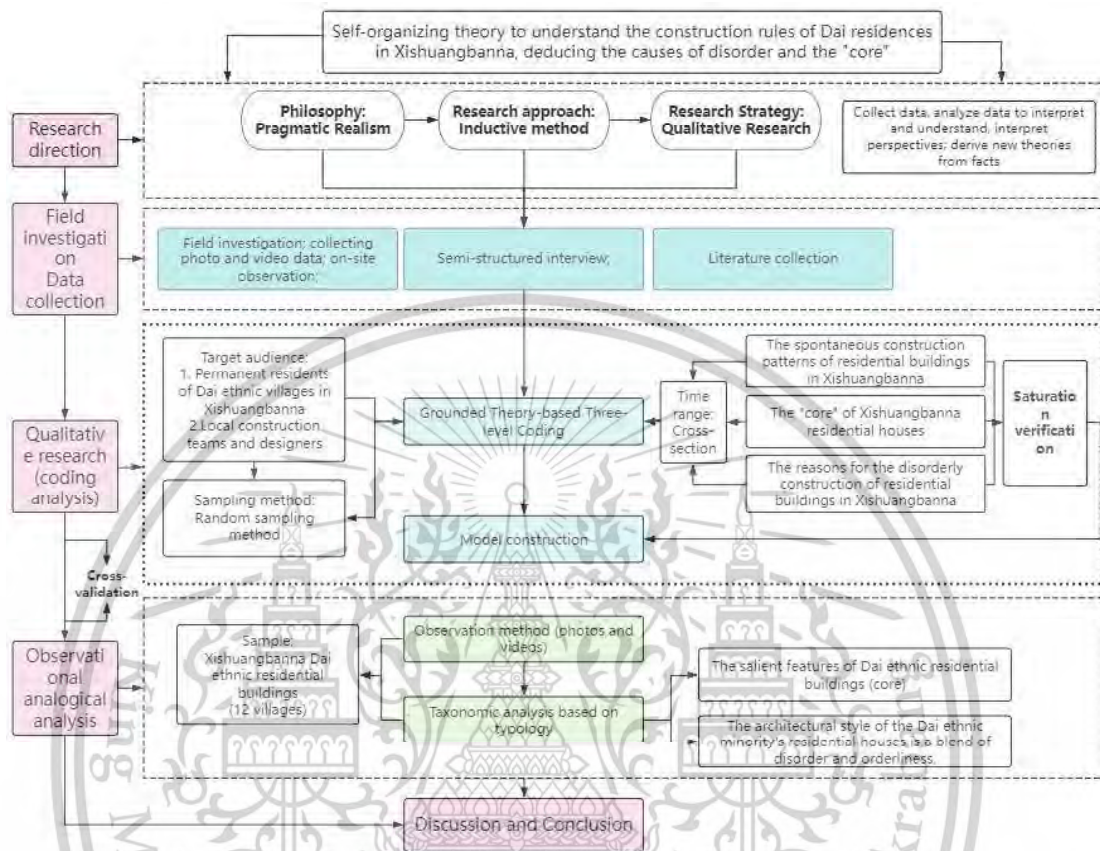 Self-organizing theory to understand the construction rules of Dai residences
in Xishuangbanna, deducing the causes of disorder and the "core"
Research
direction
Philosophy:
Pragmatic Realism
Research approach:
Inductive method
Research Strategy:
Qualitative Research
Collect data, analyze data to interpret
and understand, interpret
perspectives; derive new theories
from facts
Field
investigati
on
Data
collection
Field investigation; collecting
photo and video data; on-site
observation;
Semi-structured interview;
Literature collection
Qualitativ
e research
(coding
analysis)
Target audience:
1. Permanent residents
of Dai ethnic villages in
Xishuangbanna
2.Local construction
teams and designers
Sampling method:
Random sampling
method
Grounded Theory-based Three-
level Coding
Model construction
Time
range:
Cross-
section
The spontaneous construction
patterns of residential buildings
in Xishuangbanna
The "core" of Xishuangbanna
residential houses
The reasons for the disorderly
construction of residential
buildings in Xishuangbanna
Saturatio
n
verificati
on
Cross-
validation
Observati
onal
analogical
analysis
Sample:
Xishuangbanna Dai
ethnic residential
buildings
(12 villages)
Observation method (photos and
videos)
Taxonomic analysis based on
typology
The salient features of Dai ethnic residential
buildings (core)
The architectural style of the Dai ethnic
minority's residential houses is a blend of
disorder and orderliness.
Discussion and Conclusion
King M
krabang